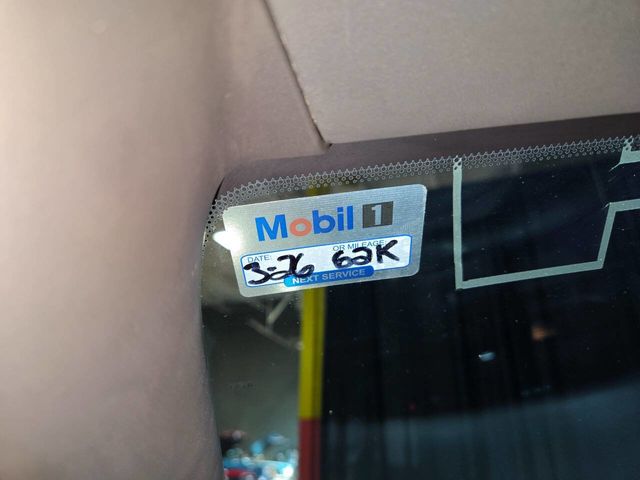 Mobil 1
DATE: OR MILEAGE
3-26 62K
NEXT SERVICE